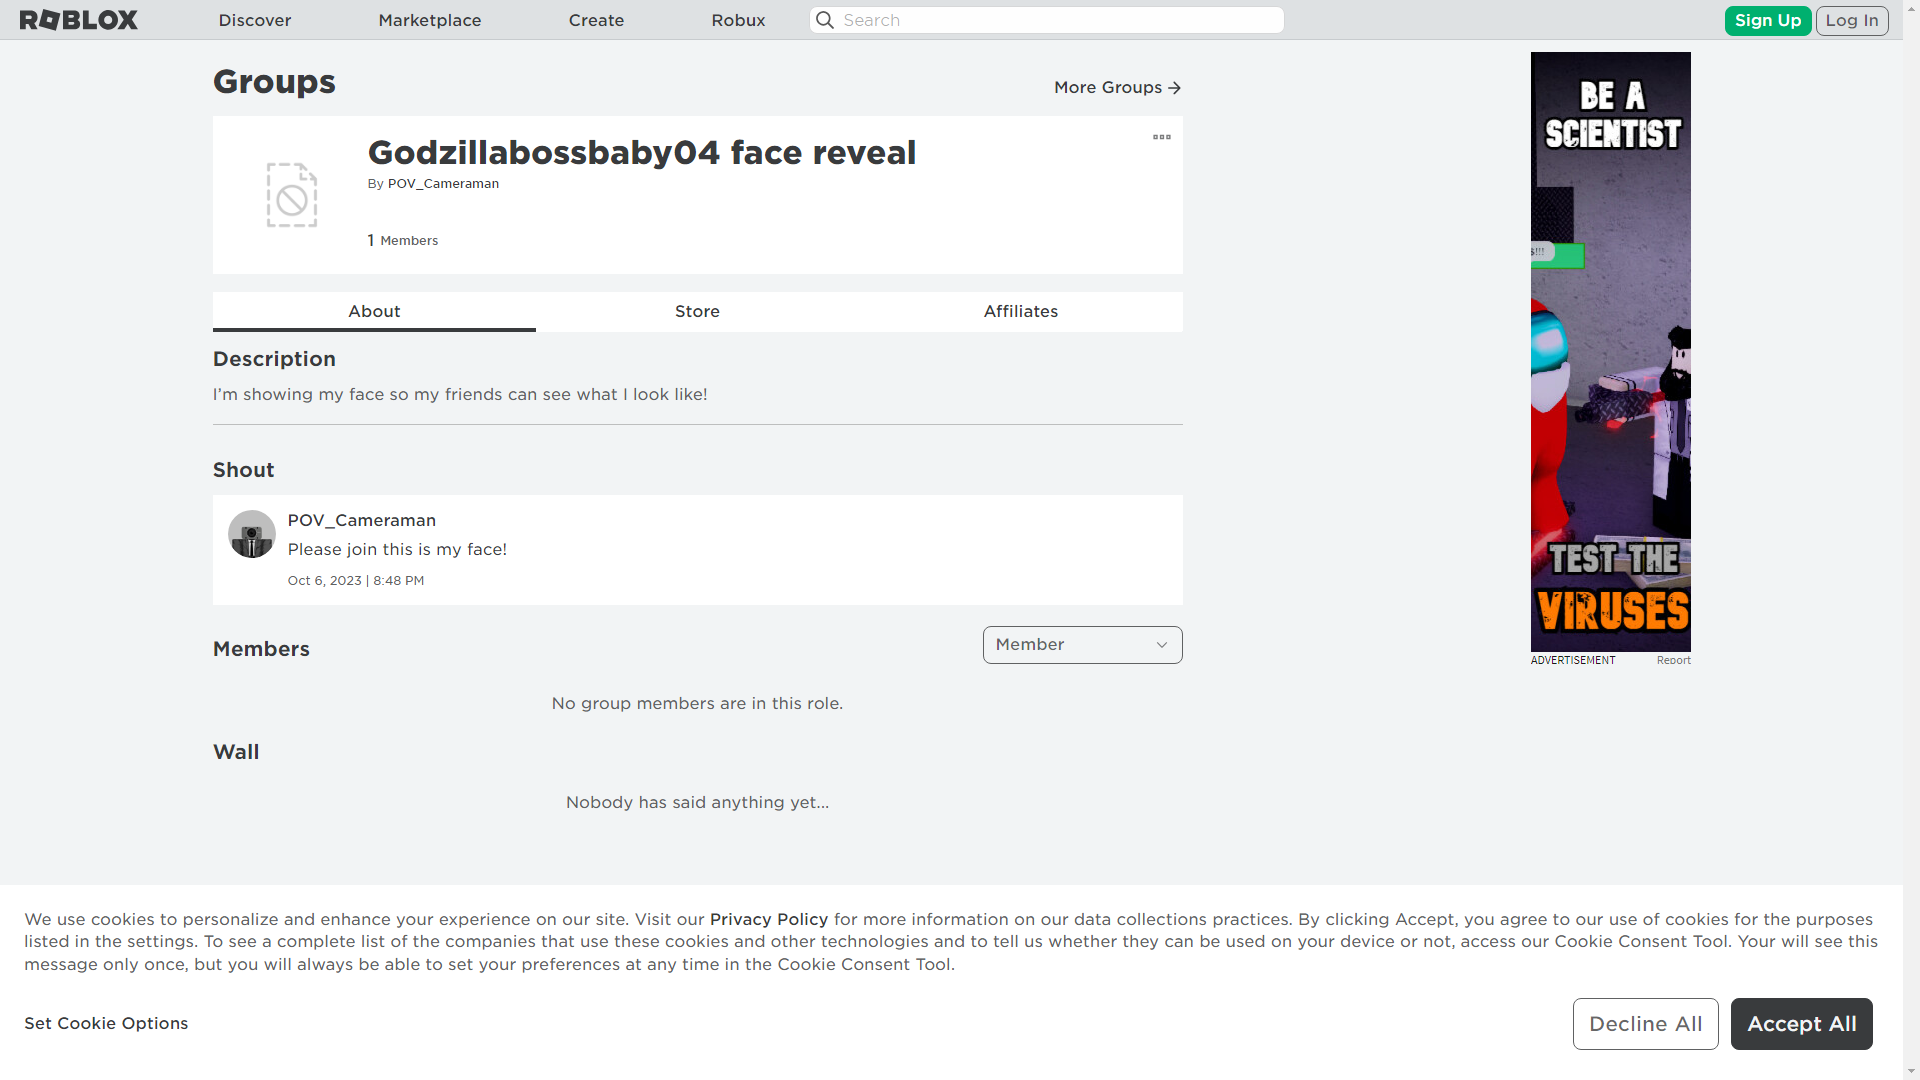 ROBLOX
Discover
Marketplace
Create
Robux
Search
Sign Up
Log In
Groups
More Groups
Godzillabossbaby04 face reveal
By POV_Cameraman
1 Members
About
Store
Affiliates
Description
I’m showing my face so my friends can see what I look like!
Shout
POV_Cameraman
Please join this is my face!
Oct 6, 2023 | 8:48 PM
Members
Member
No group members are in this role.
Wall
Nobody has said anything yet...
BE A
SCIENTIST
TEST THE
VIRUSES
ADVERTISEMENT
Report
We use cookies to personalize and enhance your experience on our site. Visit our Privacy Policy for more information on our data collections practices. By clicking Accept, you agree to our use of cookies for the purposes
listed in the settings. To see a complete list of the companies that use these cookies and other technologies and to tell us whether they can be used on your device or not, access our Cookie Consent Tool. Your will see this
message only once, but you will always be able to set your preferences at any time in the Cookie Consent Tool.
Set Cookie Options
Decline All
Accept All